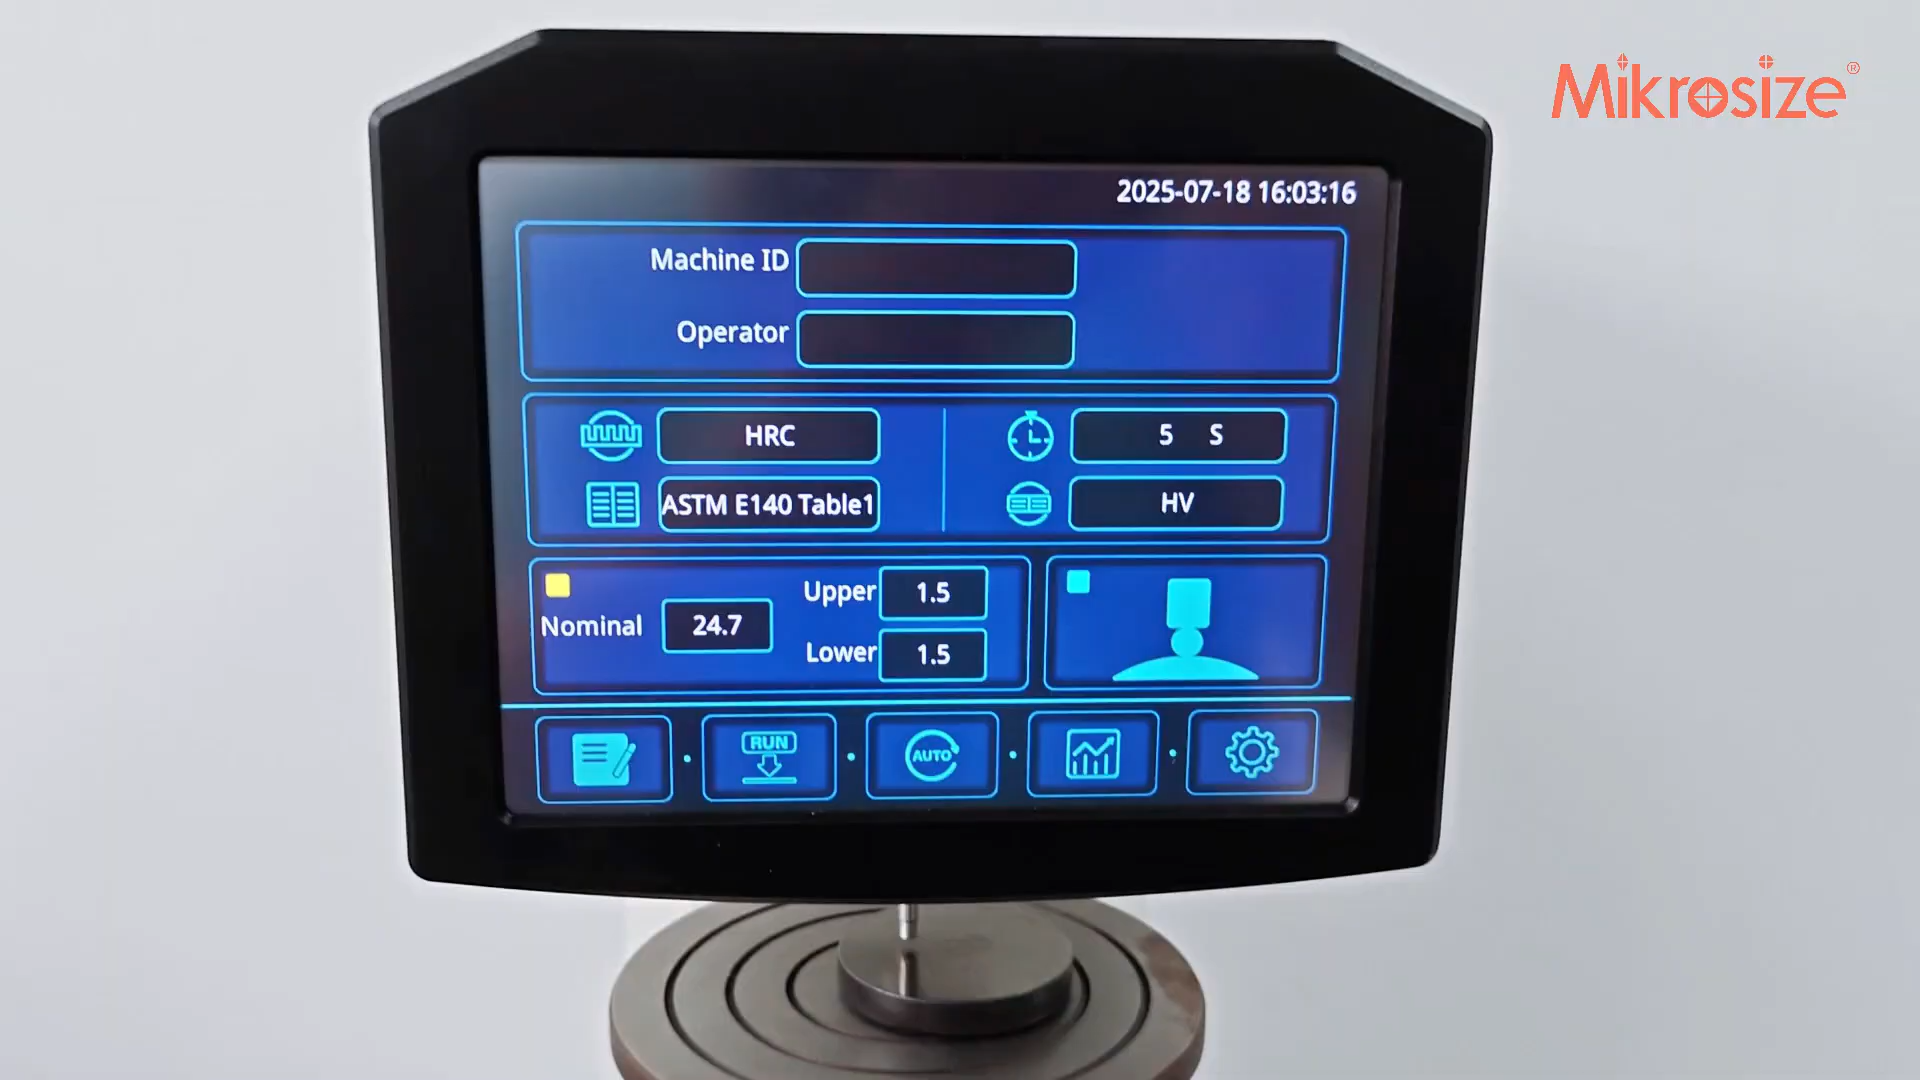 Mikrosize®
2025-07-18 16:03:16
Machine ID
Operator
HRC
5 S
ASTM E140 Table1
HV
Nominal 24.7
Upper 1.5
Lower 1.5
RUN
AUTO